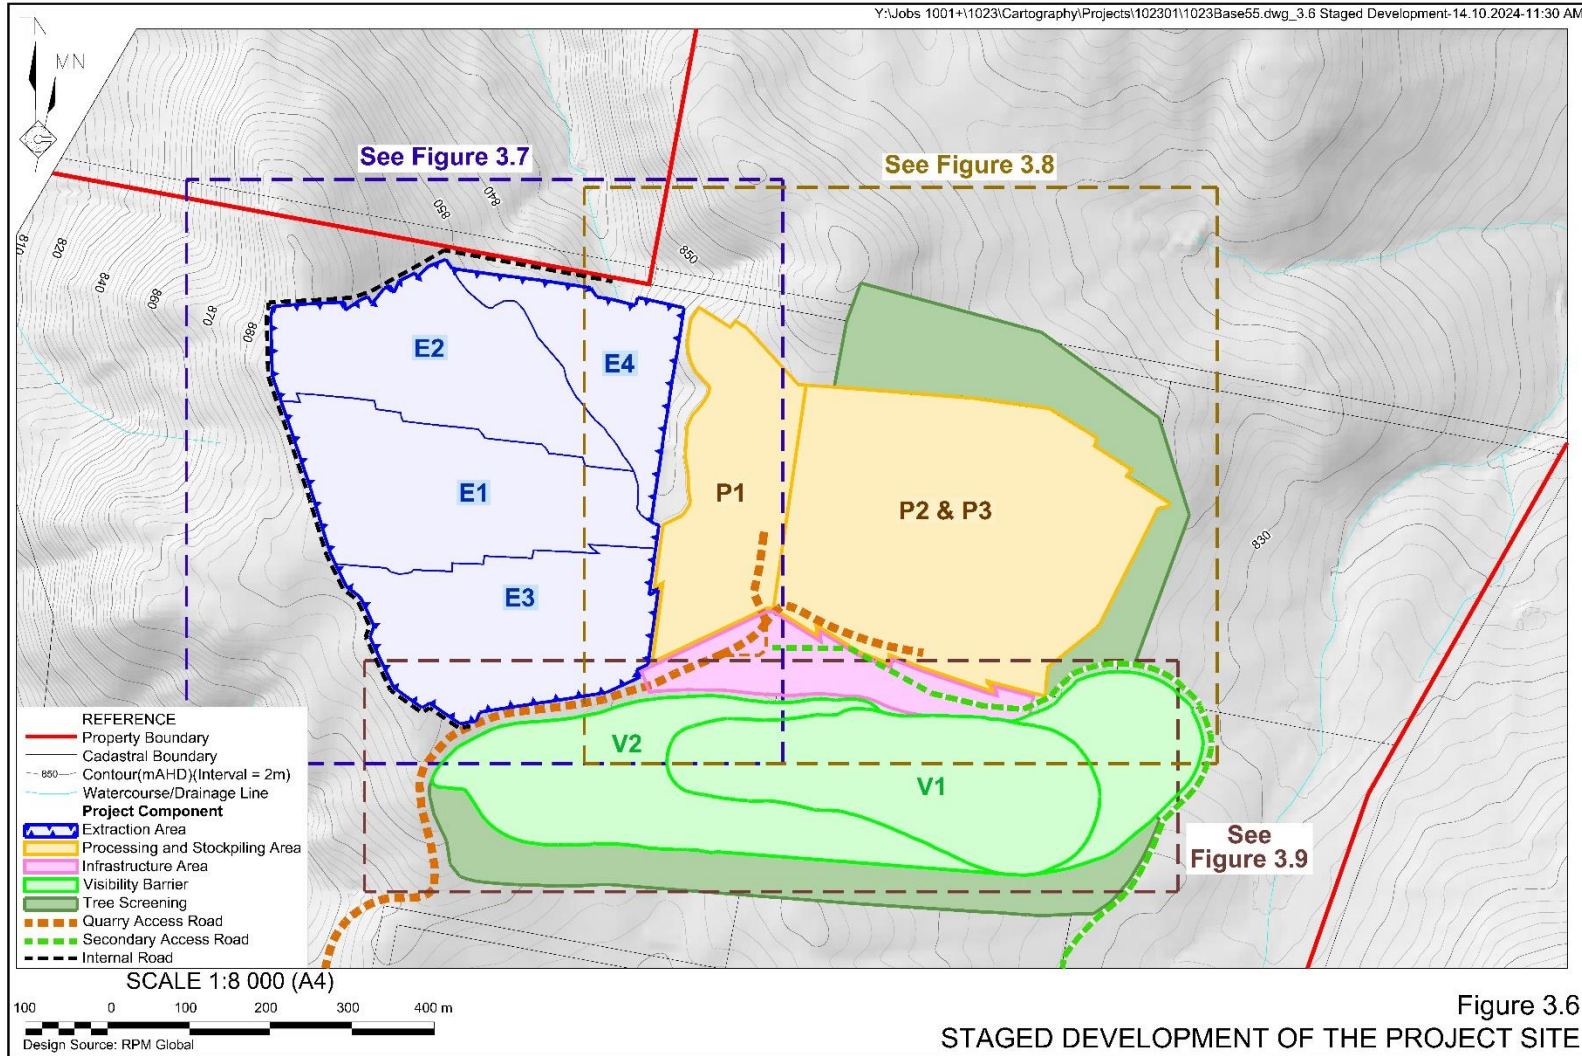 Y:\Jobs 1001+\1023\Cartography\Projects\102301\1023Base55.dwg_3.6 Staged Development-14.10.2024-11:30 AM
N
MN
See Figure 3.7
See Figure 3.8
840
850
850
810
820
840
860
870
880
E2
E4
E1
P1
P2 & P3
830
E3
V2
V1
See
Figure 3.9
REFERENCE
Property Boundary
Cadastral Boundary
850 Contour(mAHD)(Interval = 2m)
Watercourse/Drainage Line
Project Component
Extraction Area
Processing and Stockpiling Area
Infrastructure Area
Visibility Barrier
Tree Screening
Quarry Access Road
Secondary Access Road
Internal Road
SCALE 1:8 000 (A4)
100 0 100 200 300 400 m
Design Source: RPM Global
Figure 3.6
STAGED DEVELOPMENT OF THE PROJECT SITE